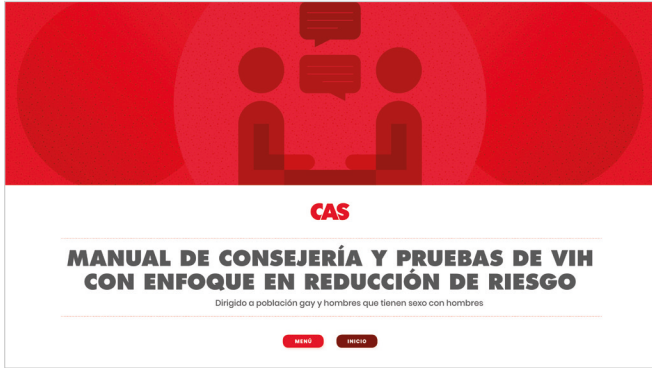 CAS
MANUAL DE CONSEJERÍA Y PRUEBAS DE VIH
CON ENFOQUE EN REDUCCIÓN DE RIESGO
Dirigido a población gay y hombres que tienen sexo con hombres
MENÚ INICIO